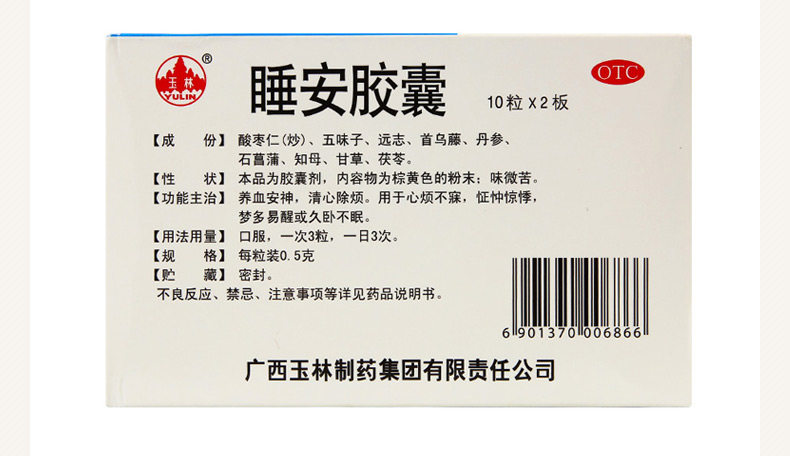 玉林
YULIN
®
睡安胶囊 10粒x2板
OTC
【成 份】 酸枣仁(炒)、五味子、远志、首乌藤、丹参、
石菖蒲、知母、甘草、茯苓。
【性 状】 本品为胶囊剂，内容物为棕黄色的粉末；味微苦。
【功能主治】 养血安神，清心除烦。用于心烦不寐，怔忡惊悸，
梦多易醒或久卧不眠。
【用法用量】 口服，一次3粒，一日3次。
【规 格】 每粒装0.5克
【贮 藏】 密封。
不良反应、禁忌、注意事项等详见药品说明书。
6 901370 006866
广西玉林制药集团有限责任公司